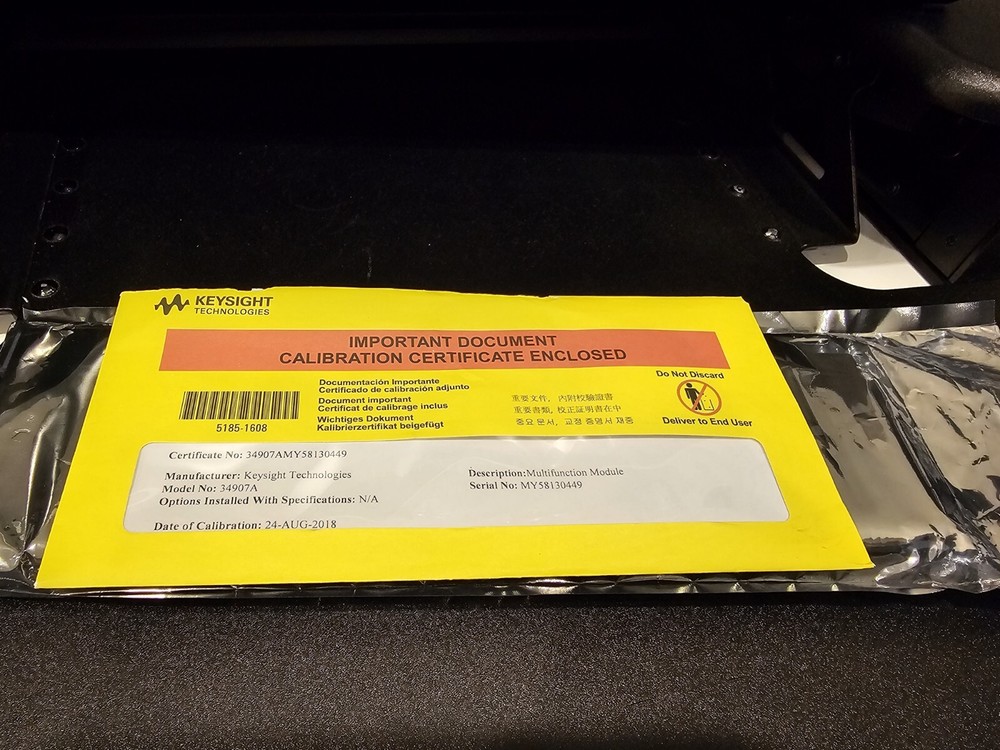 KEYSIGHT
TECHNOLOGIES
IMPORTANT DOCUMENT
CALIBRATION CERTIFICATE ENCLOSED
5185-1608
Documentación Importante
Certificado de calibración adjunto
Document important
Certificat de calibrage inclus
Wichtiges Dokument
Kalibrierzertifikat beigefügt
重要文件, 內附校驗證書
重要書類, 校正証明書在中
중요 문서, 교정 증명서 재중
Do Not Discard
Deliver to End User
Certificate No: 34907AMY58130449
Manufacturer: Keysight Technologies
Model No: 34907A
Options Installed With Specifications: N/A
Date of Calibration: 24-AUG-2018
Description:Multifunction Module
Serial No: MY58130449